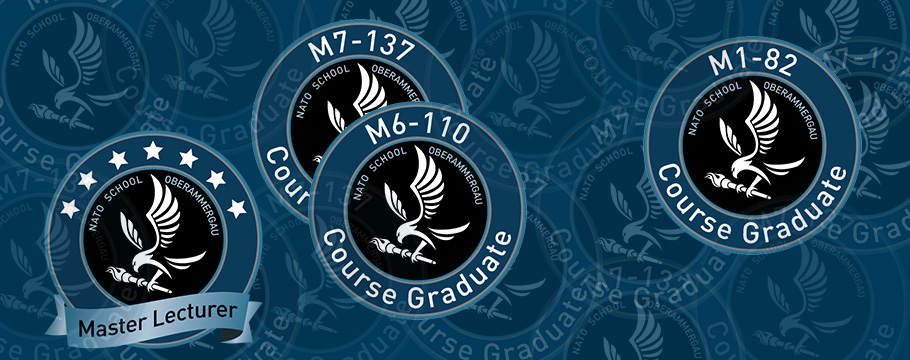 NATO SCHOOL OBERAMMERGAU
Master Lecturer
M7-137
NATO SCHOOL OBERAMMERGAU
Course Graduate
M6-110
NATO SCHOOL OBERAMMERGAU
Course Graduate
M1-82
NATO SCHOOL OBERAMMERGAU
Course Graduate